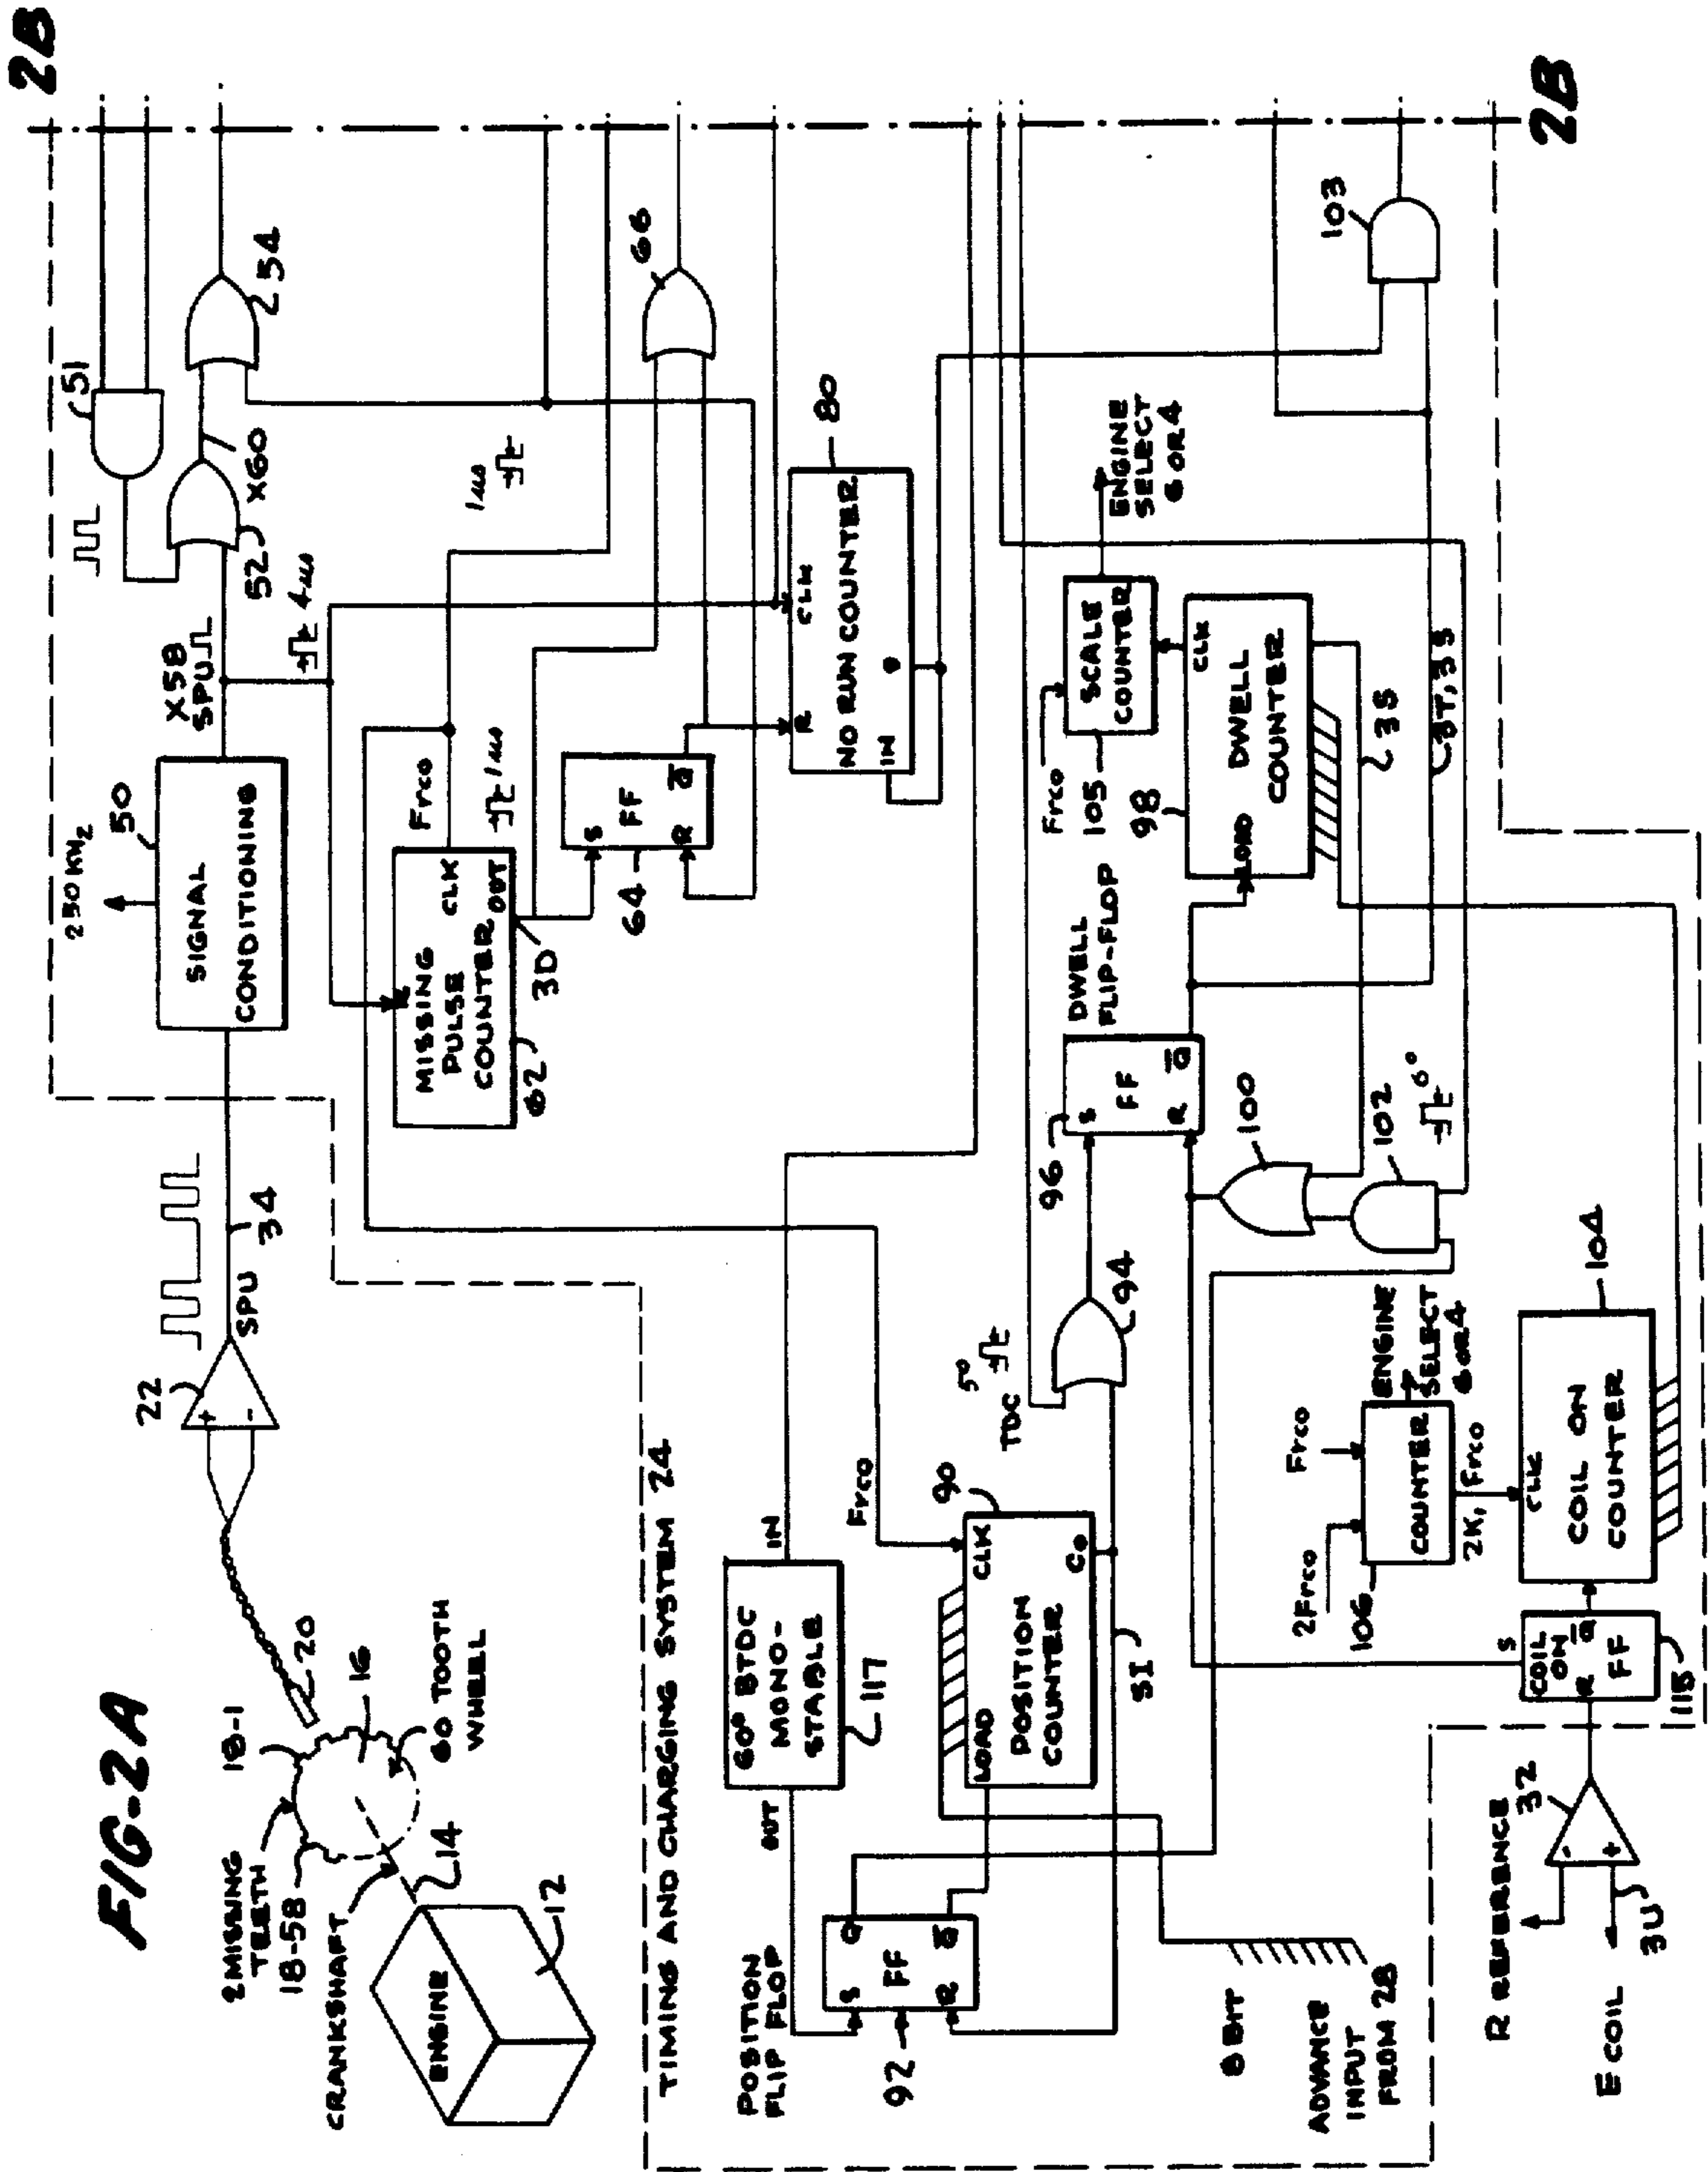 FIG-2A
2B
2B
2 MISSING
TEETH
18-58
18-1
CRANKSHAFT
14
ENGINE
12
16
20
60 TOOTH
WHEEL
22
+
-
SPU
34
TIMING AND CHARGING SYSTEM 24
250 KHz
50
SIGNAL
CONDITIONING
X58
SPU
4 µs
51
52
X60
254
1 µs
MISSING
PULSE
COUNTER
R
CLK
OUT
62
3D
Frco
1 µs
S
FF
R
Q
64
66
80
CLK
NO RUN COUNTER
R
IN
Frco
POSITION
FLIP FLOP
OUT
60° BTDC
MONO-
STABLE
IN
117
S
Q
FF
R
Q
92
LOAD
POSITION
COUNTER
CLK
Co
90
SI
8 BIT
ADVANCE
INPUT
FROM 28
TDC
5°
94
DWELL
FLIP-FLOP
96
S
FF
R
Q
100
102
6°
Frco
105
SCALE
COUNTER
ENGINE
SELECT
6 OR 4
98
LOAD
DWELL
COUNTER
CLK
3S
3T, 3S
103
2Frco
Frco
106
COUNTER
ENGINE
SELECT
6 OR 4
2K, Frco
CLK
COIL ON
COUNTER
104
S
COIL
ON
R
Q
FF
115
R REFERENCE
32
-
+
E COIL
3U